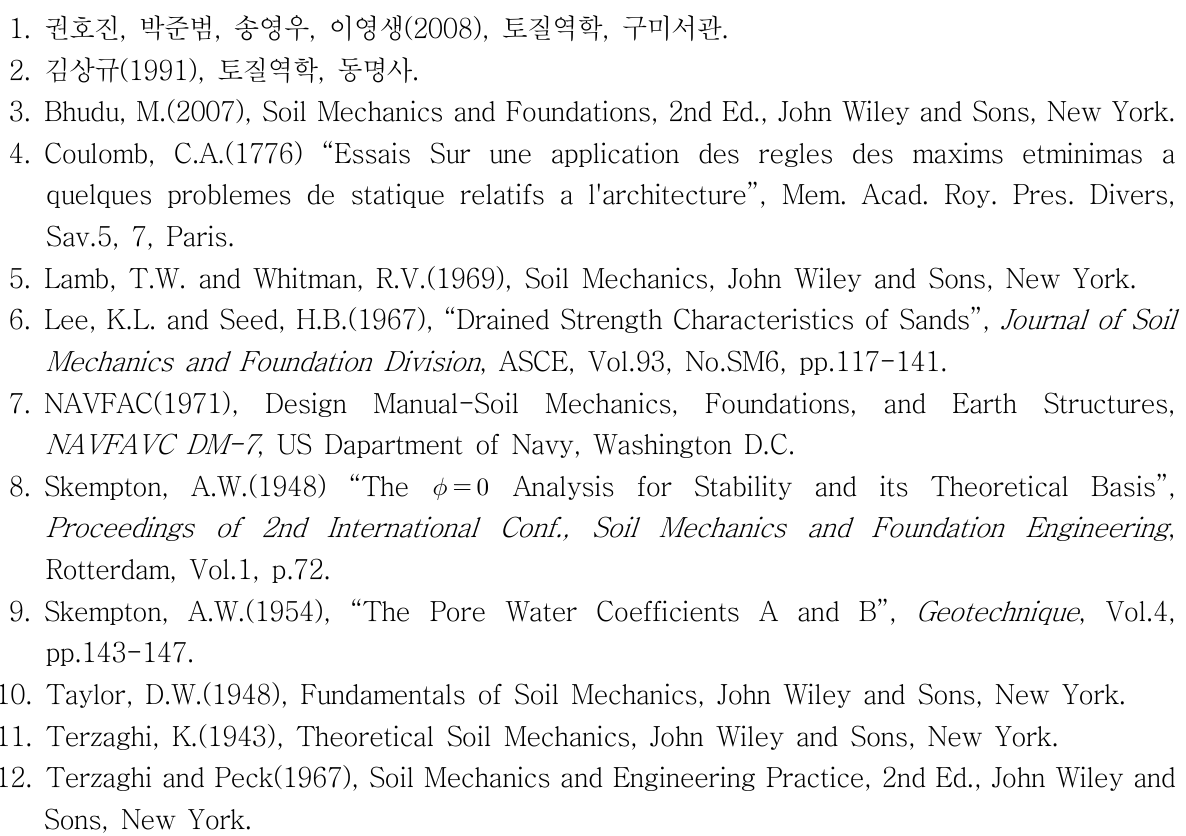 1. 권호진, 박준범, 송영우, 이영생(2008), 토질역학, 구미서관.
2. 김상규(1991), 토질역학, 동명사.
3. Bhudu, M.(2007), Soil Mechanics and Foundations, 2nd Ed., John Wiley and Sons, New York.
4. Coulomb, C.A.(1776) “Essais Sur une application des regles des maxims etminimas a
quelques problemes de statique relatifs a l'architecture”, Mem. Acad. Roy. Pres. Divers,
Sav.5, 7, Paris.
5. Lamb, T.W. and Whitman, R.V.(1969), Soil Mechanics, John Wiley and Sons, New York.
6. Lee, K.L. and Seed, H.B.(1967), “Drained Strength Characteristics of Sands”, Journal of Soil
Mechanics and Foundation Division, ASCE, Vol.93, No.SM6, pp.117-141.
7. NAVFAC(1971), Design Manual-Soil Mechanics, Foundations, and Earth Structures,
NAVFAVC DM-7, US Dapartment of Navy, Washington D.C.
8. Skempton, A.W.(1948) “The ϕ=0 Analysis for Stability and its Theoretical Basis”,
Proceedings of 2nd International Conf., Soil Mechanics and Foundation Engineering,
Rotterdam, Vol.1, p.72.
9. Skempton, A.W.(1954), “The Pore Water Coefficients A and B”, Geotechnique, Vol.4,
pp.143-147.
10. Taylor, D.W.(1948), Fundamentals of Soil Mechanics, John Wiley and Sons, New York.
11. Terzaghi, K.(1943), Theoretical Soil Mechanics, John Wiley and Sons, New York.
12. Terzaghi and Peck(1967), Soil Mechanics and Engineering Practice, 2nd Ed., John Wiley and
Sons, New York.